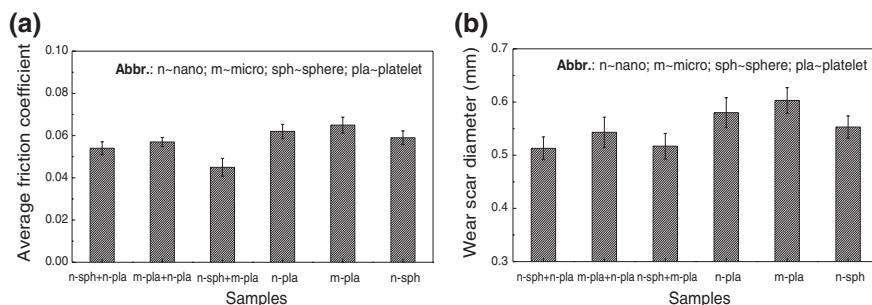 (a)
Average friction coefficient
0.10
0.08
0.06
0.04
0.02
0.00
Abbr.: n~nano; m~micro; sph~sphere; pla~platelet
n-sph+n-pla m-pla+n-pla n-sph+m-pla n-pla m-pla n-sph
Samples
(b)
Wear scar diameter (mm)
0.7
0.6
0.5
0.4
0.3
Abbr.: n~nano; m~micro; sph~sphere; pla~platelet
n-sph+n-pla m-pla+n-pla n-sph+m-pla n-pla m-pla n-sph
Samples